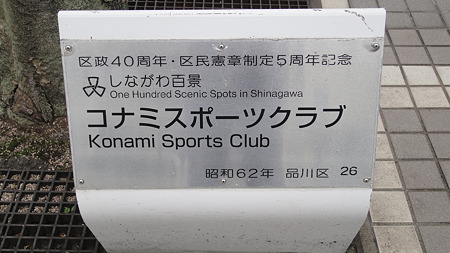 区政40周年・区民憲章制定5周年記念
しながわ百景
One Hundred Scenic Spots in Shinagawa
コナミスポーツクラブ
Konami Sports Club
昭和62年 品川区 26